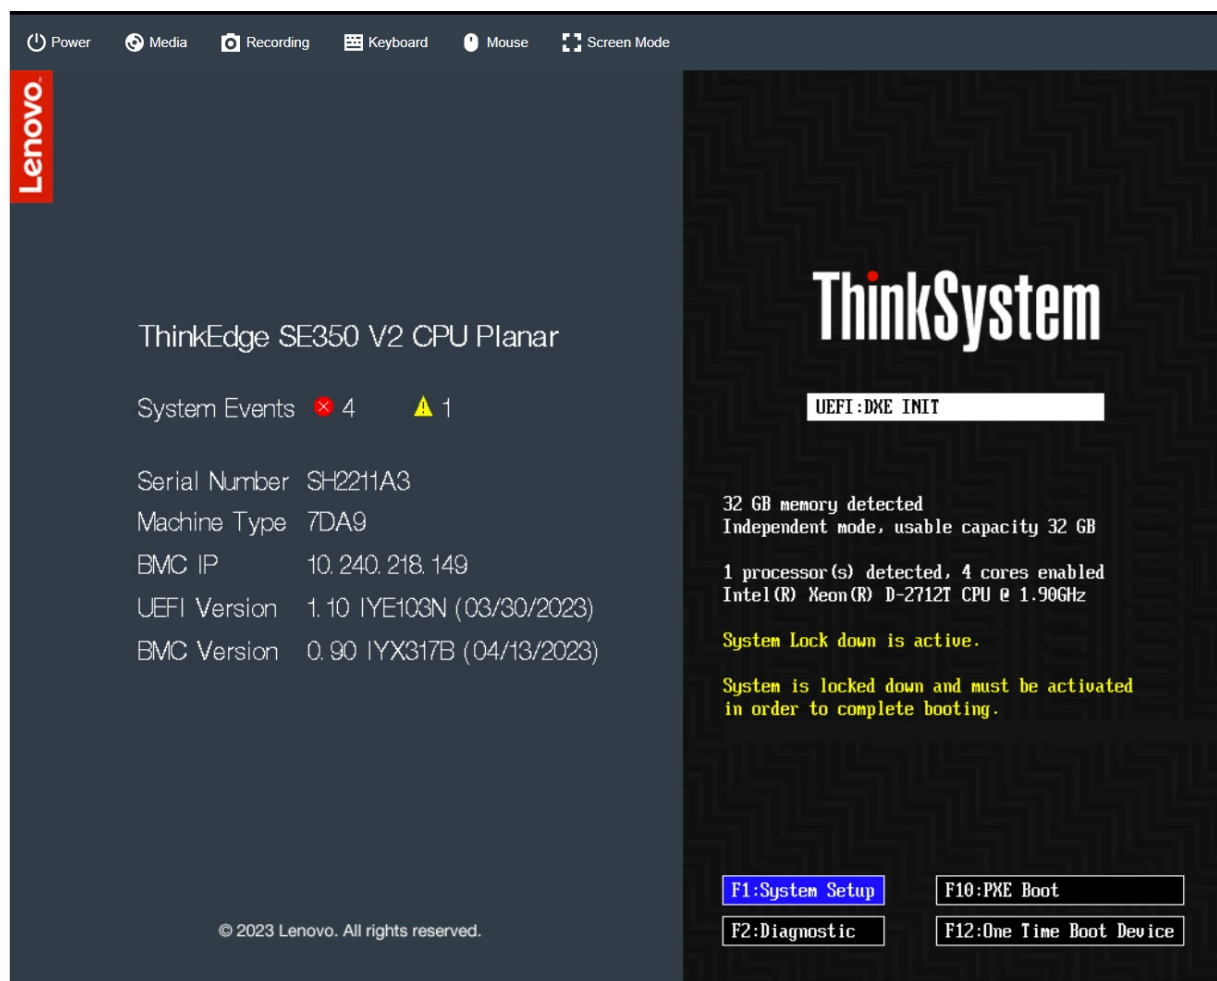 Power Media Recording Keyboard Mouse Screen Mode
Lenovo.
ThinkEdge SE350 V2 CPU Planar
System Events 4 1
Serial Number SH2211A3
Machine Type 7DA9
BMC IP 10. 240. 218. 149
UEFI Version 1. 10 IYE103N (03/30/2023)
BMC Version 0. 90 IYX317B (04/13/2023)
© 2023 Lenovo. All rights reserved.
ThinkSystem
UEFI:DXE INIT
32 GB memory detected
Independent mode, usable capacity 32 GB
1 processor(s) detected, 4 cores enabled
Intel(R) Xeon(R) D-2712T CPU @ 1.90GHz
System Lock down is active.
System is locked down and must be activated
in order to complete booting.
F1:System Setup F10:PXE Boot
F2:Diagnostic F12:One Time Boot Device